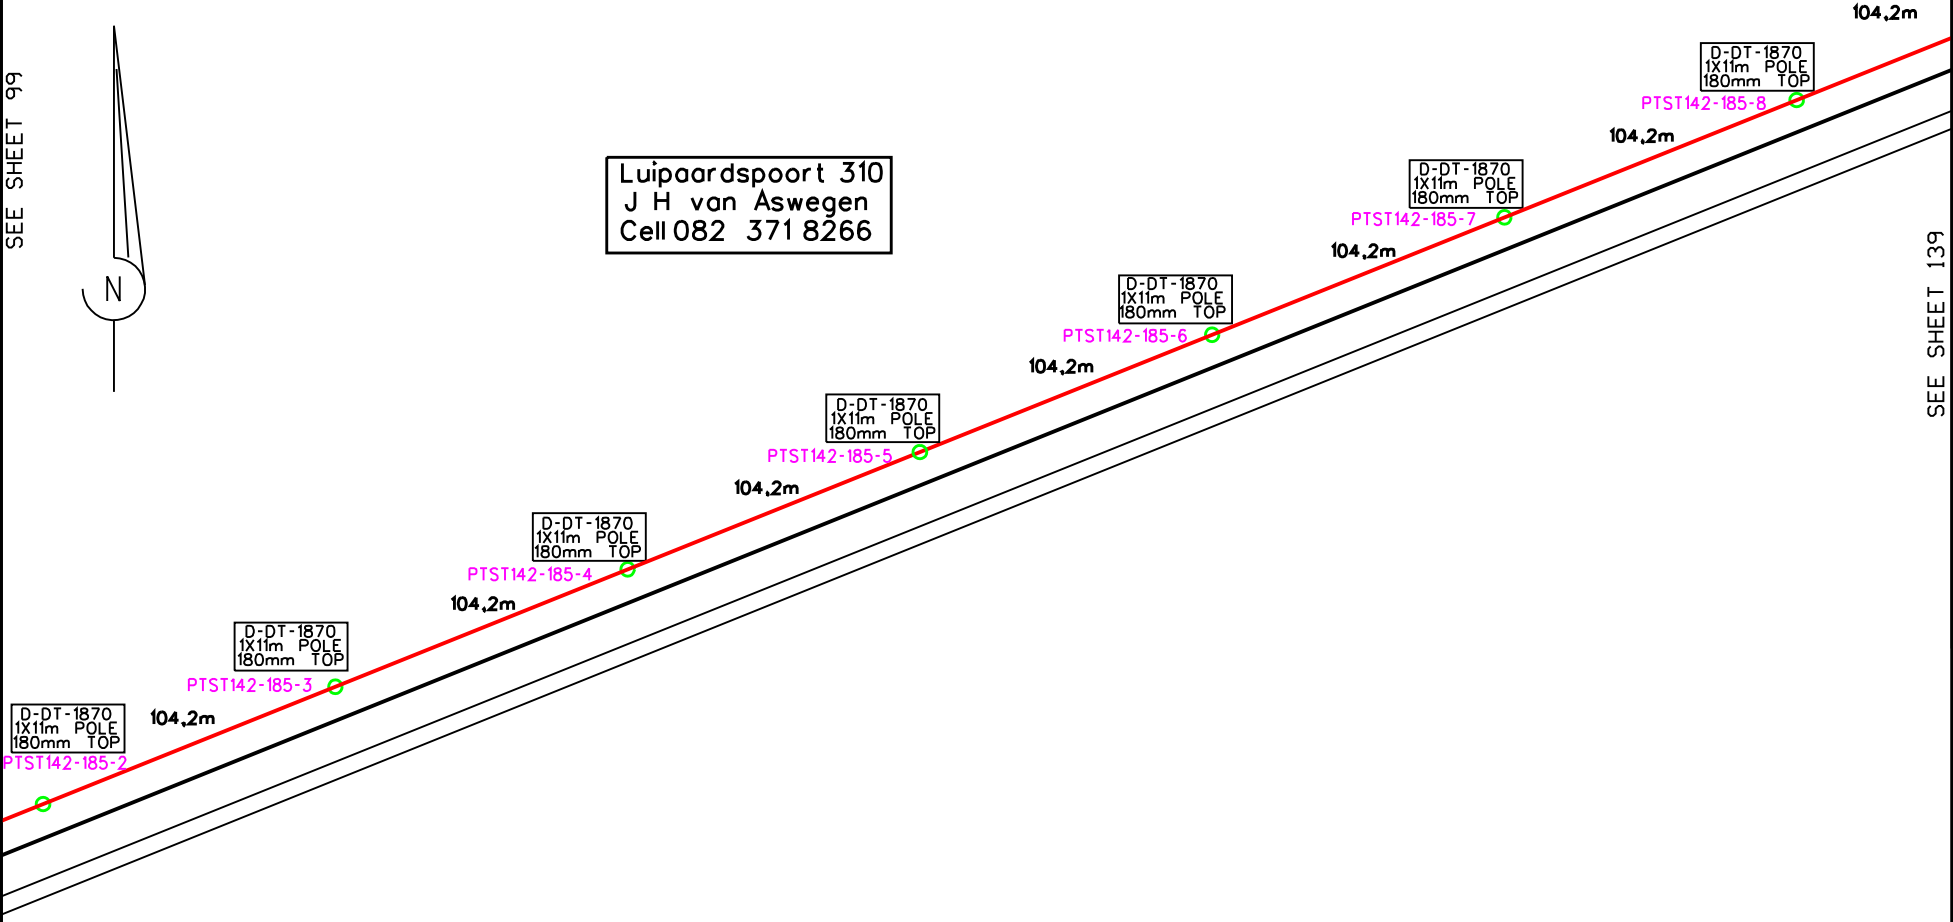 104,2m
D-DT-1870
1X11m POLE
180mm TOP
PTST142-185-8
SEE SHEET 99
104,2m
Luipaardspoort 310
J H van Aswegen
Cell 082 371 8266
D-DT-1870
1X11m POLE
180mm TOP
PTST142-185-7
104,2m
SEE SHEET 139
N
D-DT-1870
1X11m POLE
180mm TOP
PTST142-185-6
104,2m
D-DT-1870
1X11m POLE
180mm TOP
PTST142-185-5
104,2m
D-DT-1870
1X11m POLE
180mm TOP
PTST142-185-4
104,2m
D-DT-1870
1X11m POLE
180mm TOP
PTST142-185-3
104,2m
D-DT-1870
1X11m POLE
180mm TOP
PTST142-185-2